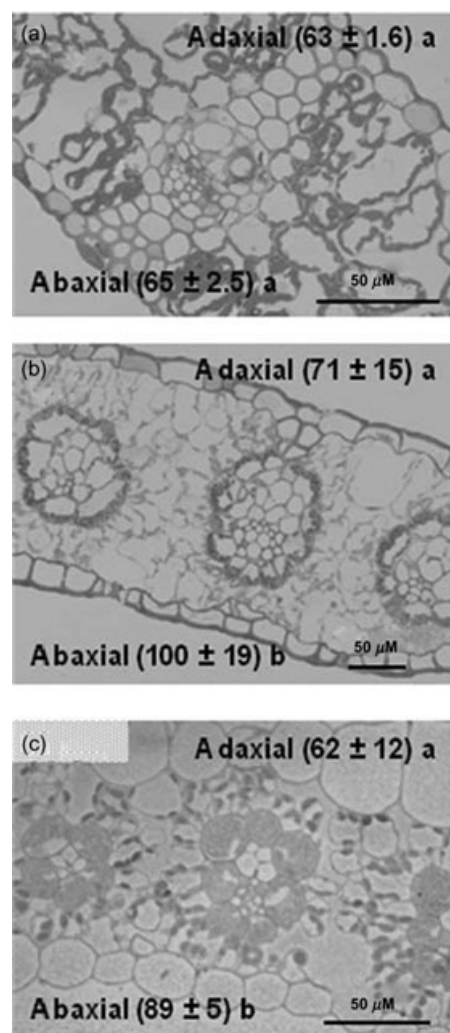 (a)
Adaxial (63 ± 1.6) a
Abaxial (65 ± 2.5) a
50 μM
(b)
Adaxial (71 ± 15) a
Abaxial (100 ± 19) b
50 μM
(c)
Adaxial (62 ± 12) a
Abaxial (89 ± 5) b
50 μM